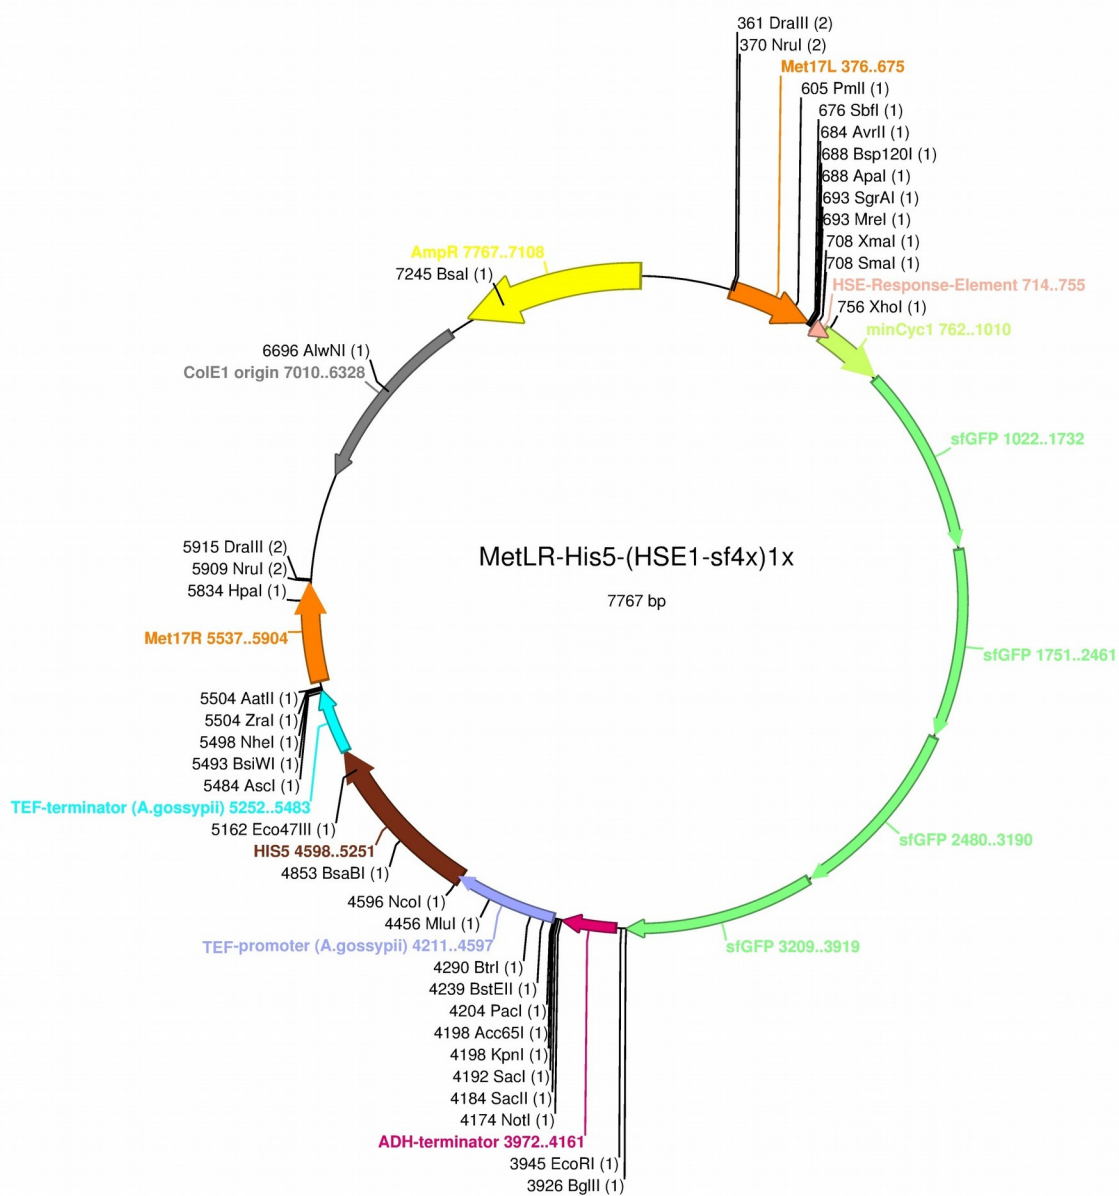 361 DraIII (2)
370 NruI (2)
Met17L 376..675
605 PmlI (1)
676 SbfI (1)
684 AvrII (1)
688 Bsp120I (1)
688 ApaI (1)
693 SgrAI (1)
693 MreI (1)
708 XmaI (1)
708 SmaI (1)
HSE-Response-Element 714..755
756 XhoI (1)
minCyc1 762..1010
sfGFP 1022..1732
sfGFP 1751..2461
sfGFP 2480..3190
sfGFP 3209..3919
AmpR 7767..7108
7245 BsaI (1)
6696 AlwNI (1)
ColE1 origin 7010..6328
MetLR-His5-(HSE1-sf4x)1x
7767 bp
5915 DraIII (2)
5909 NruI (2)
5834 HpaI (1)
Met17R 5537..5904
5504 AatII (1)
5504 ZraI (1)
5498 NheI (1)
5493 BsiWI (1)
5484 AscI (1)
TEF-terminator (A.gossypii) 5252..5483
5162 Eco47III (1)
HIS5 4598..5251
4853 BsaBI (1)
4596 NcoI (1)
4456 MluI (1)
TEF-promoter (A.gossypii) 4211..4597
4290 BtrI (1)
4239 BstEII (1)
4204 PacI (1)
4198 Acc65I (1)
4198 KpnI (1)
4192 SacI (1)
4184 SacII (1)
4174 NotI (1)
ADH-terminator 3972..4161
3945 EcoRI (1)
3926 BglII (1)